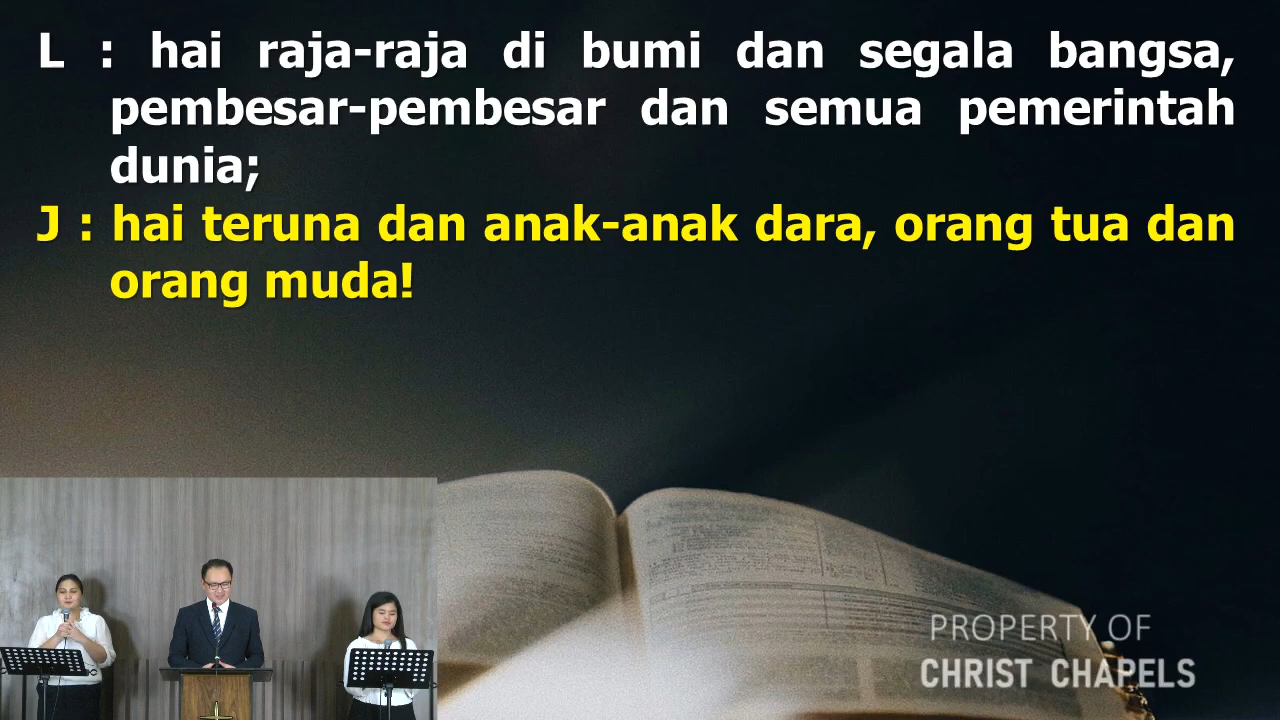 L : hai raja-raja di bumi dan segala bangsa,
pembesar-pembesar dan semua pemerintah
dunia;
J : hai teruna dan anak-anak dara, orang tua dan
orang muda!
PROPERTY OF
CHRIST CHAPELS